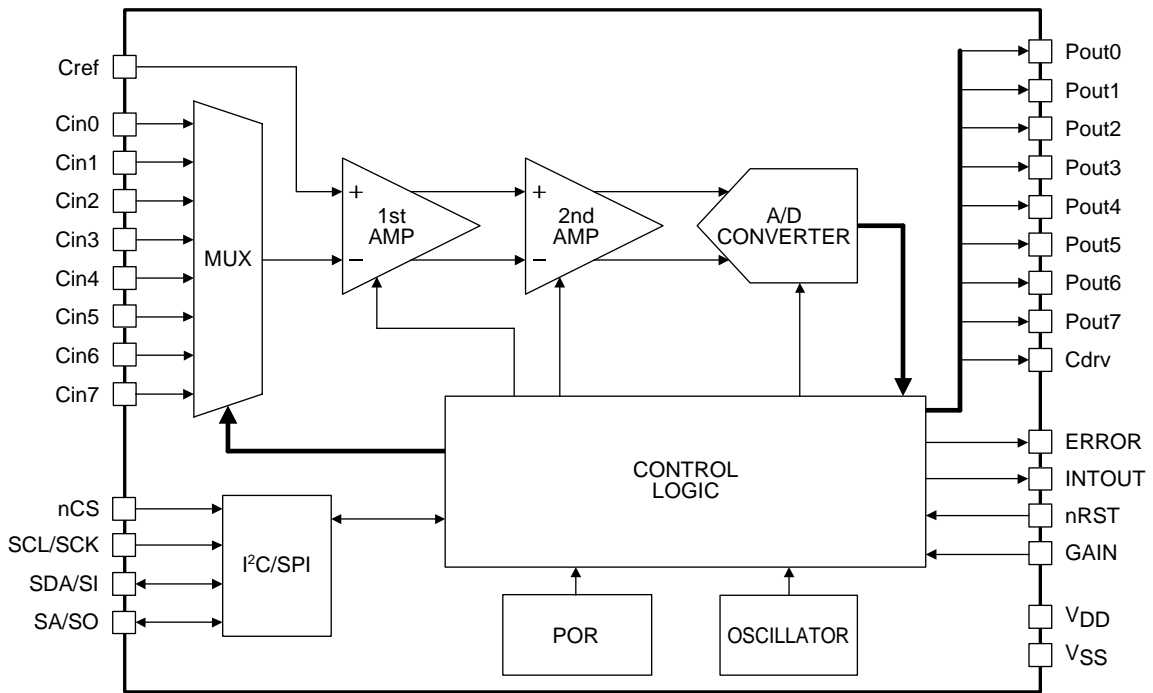 Cref
Cin0
Cin1
Cin2
Cin3
Cin4
Cin5
Cin6
Cin7
nCS
SCL/SCK
SDA/SI
SA/SO
MUX
I²C/SPI
+
−
1st
AMP
+
−
2nd
AMP
A/D
CONVERTER
CONTROL
LOGIC
POR
OSCILLATOR
Pout0
Pout1
Pout2
Pout3
Pout4
Pout5
Pout6
Pout7
Cdrv
ERROR
INTOUT
nRST
GAIN
VDD
VSS